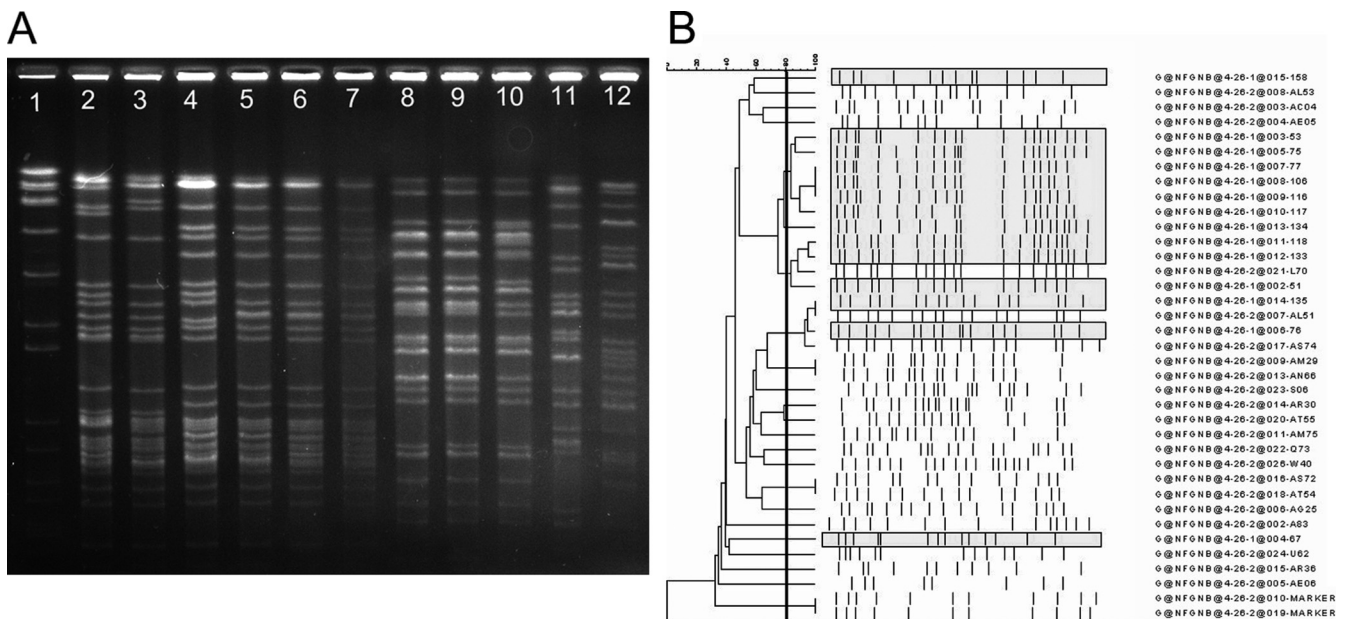 A
1 2 3 4 5 6 7 8 9 10 11 12
B
0 20 40 60 80 100
G@NFGNB@4-26-1@015-158
G@NFGNB@4-26-2@008-AL53
G@NFGNB@4-26-2@003-AC04
G@NFGNB@4-26-2@004-AE05
G@NFGNB@4-26-1@003-53
G@NFGNB@4-26-1@005-75
G@NFGNB@4-26-1@007-77
G@NFGNB@4-26-1@008-106
G@NFGNB@4-26-1@009-116
G@NFGNB@4-26-1@010-117
G@NFGNB@4-26-1@013-134
G@NFGNB@4-26-1@011-118
G@NFGNB@4-26-1@012-133
G@NFGNB@4-26-2@021-L70
G@NFGNB@4-26-1@002-51
G@NFGNB@4-26-1@014-135
G@NFGNB@4-26-2@007-AL51
G@NFGNB@4-26-1@006-76
G@NFGNB@4-26-2@017-AS74
G@NFGNB@4-26-2@009-AM29
G@NFGNB@4-26-2@013-AN66
G@NFGNB@4-26-2@023-S06
G@NFGNB@4-26-2@014-AR30
G@NFGNB@4-26-2@020-AT55
G@NFGNB@4-26-2@011-AM75
G@NFGNB@4-26-2@022-Q73
G@NFGNB@4-26-2@026-W40
G@NFGNB@4-26-2@016-AS72
G@NFGNB@4-26-2@018-AT54
G@NFGNB@4-26-2@006-AG25
G@NFGNB@4-26-2@002-A83
G@NFGNB@4-26-1@004-67
G@NFGNB@4-26-2@024-U62
G@NFGNB@4-26-2@015-AR36
G@NFGNB@4-26-2@005-AE06
G@NFGNB@4-26-2@010-MARKER
G@NFGNB@4-26-2@019-MARKER